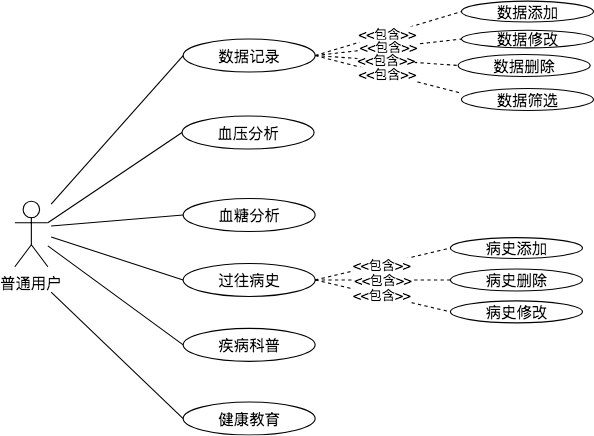 数据添加
<<包含>>
数据修改
<<包含>>
数据记录
<<包含>>
数据删除
<<包含>>
数据筛选
血压分析
血糖分析
普通用户
病史添加
<<包含>>
过往病史
<<包含>>
病史删除
<<包含>>
病史修改
疾病科普
健康教育